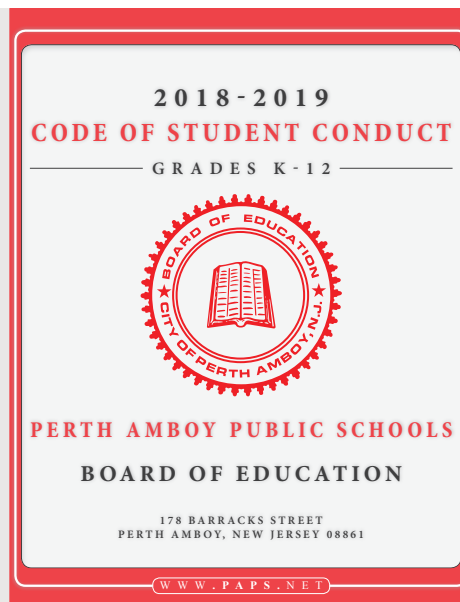 2018-2019
CODE OF STUDENT CONDUCT
GRADES K-12
BOARD OF EDUCATION
CITY OF PERTH AMBOY, N.J.
PERTH AMBOY PUBLIC SCHOOLS
BOARD OF EDUCATION
178 BARRACKS STREET
PERTH AMBOY, NEW JERSEY 08861
WWW.PAPS.NET